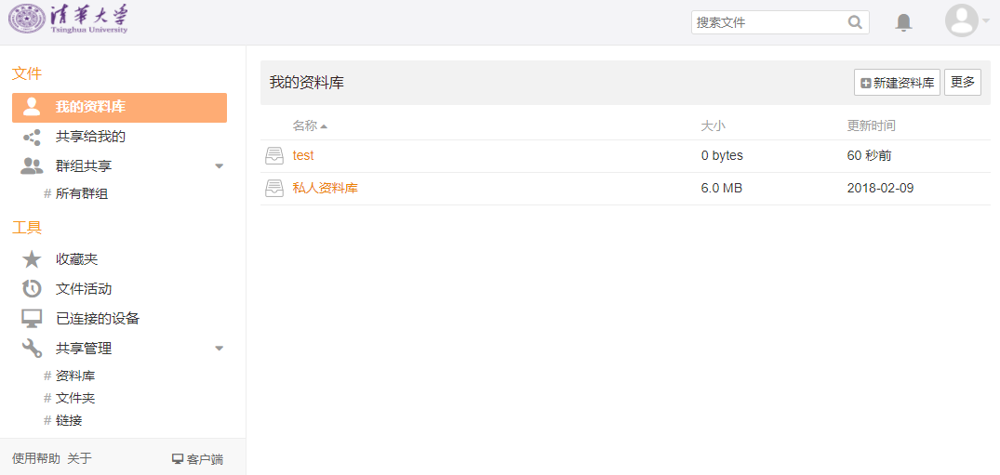 清华大学
Tsinghua University
搜索文件
文件
我的资料库
共享给我的
群组共享
# 所有群组
工具
收藏夹
文件活动
已连接的设备
共享管理
# 资料库
# 文件夹
# 链接
使用帮助 关于 客户端
我的资料库 新建资料库 更多
名称 大小 更新时间
test 0 bytes 60 秒前
私人资料库 6.0 MB 2018-02-09